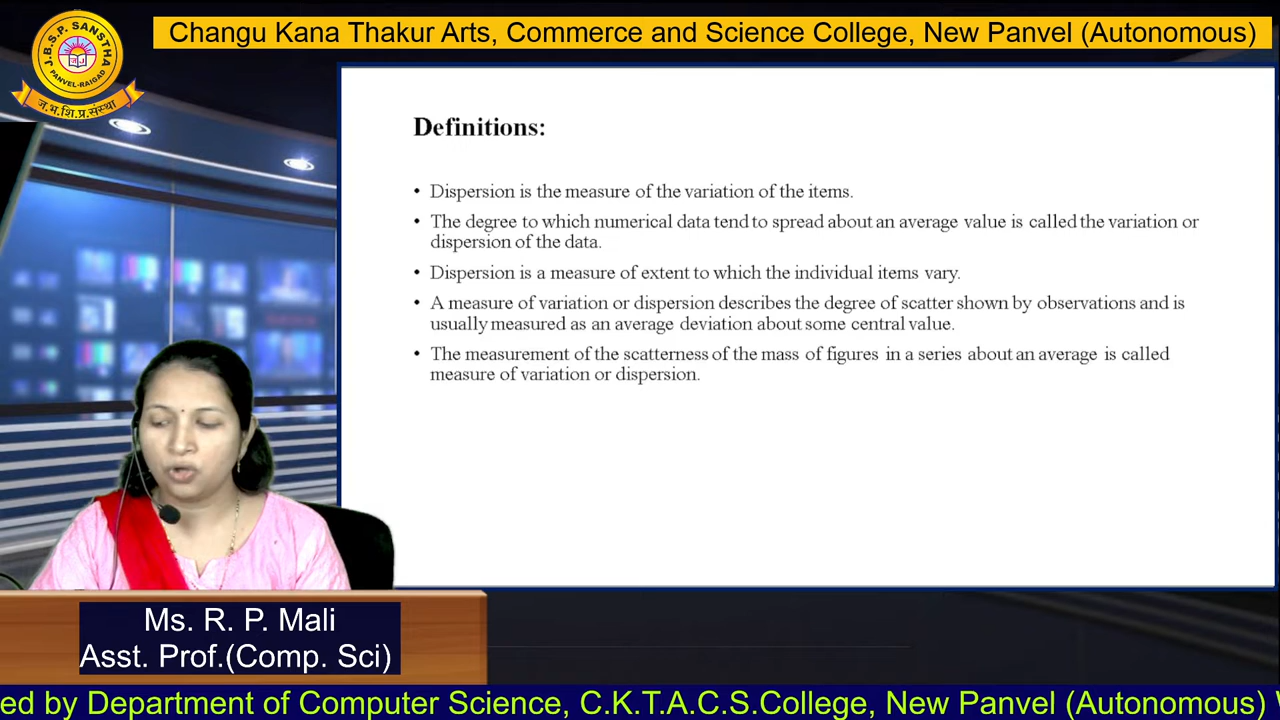 Changu Kana Thakur Arts, Commerce and Science College, New Panvel (Autonomous)
J.B.S.P. SANSTHA
PANVEL-RAIGAD
ज.भ.शि.प्र.संस्था
Definitions:
• Dispersion is the measure of the variation of the items.
• The degree to which numerical data tend to spread about an average value is called the variation or
dispersion of the data.
• Dispersion is a measure of extent to which the individual items vary.
• A measure of variation or dispersion describes the degree of scatter shown by observations and is
usually measured as an average deviation about some central value.
• The measurement of the scatterness of the mass of figures in a series about an average is called
measure of variation or dispersion.
Ms. R. P. Mali
Asst. Prof.(Comp. Sci)
ed by Department of Computer Science, C.K.T.A.C.S.College, New Panvel (Autonomous)